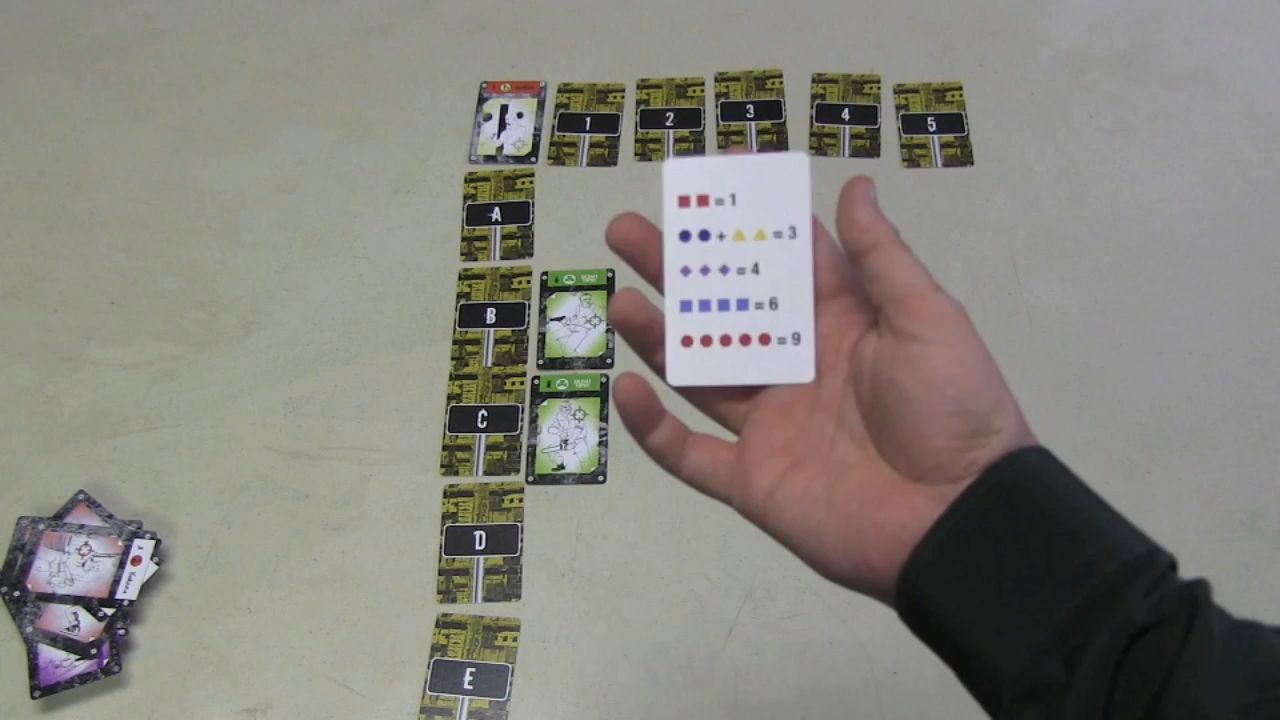 1
2
3
4
5
A
B
C
D
E
= 1
+ = 3
= 4
= 6
= 9